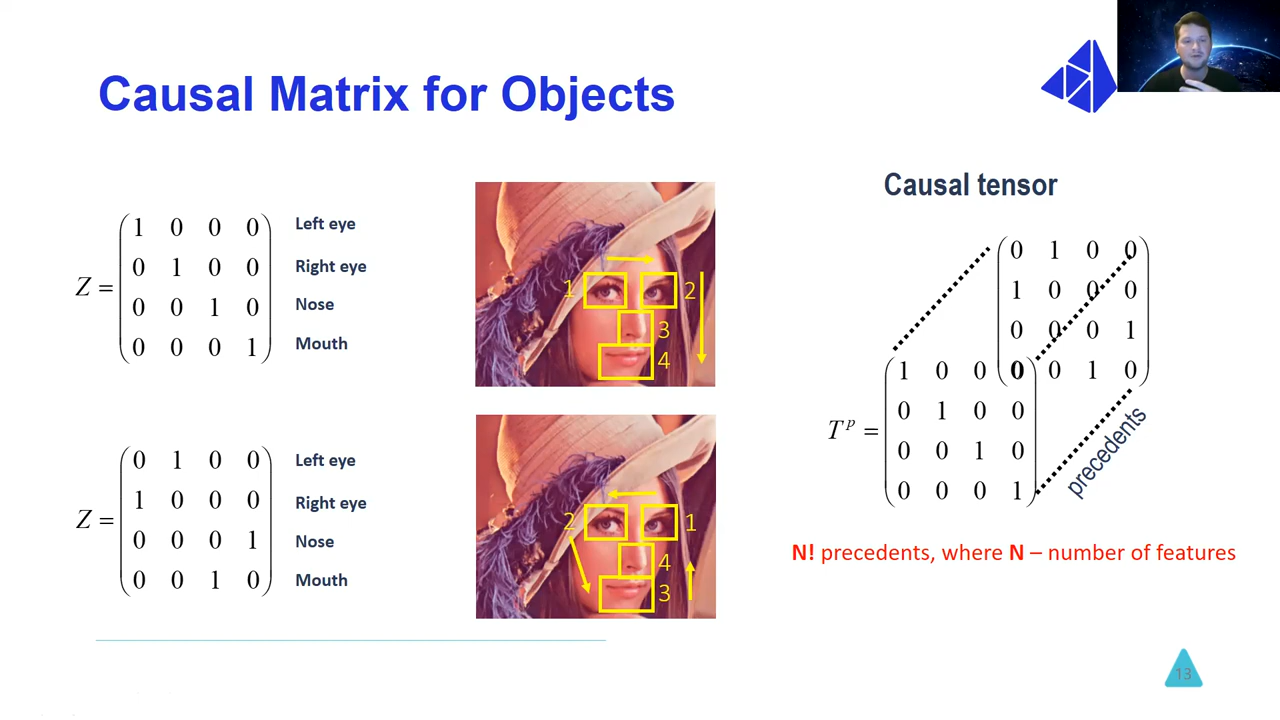 Causal Matrix for Objects
Z =
1 0 0 0 Left eye
0 1 0 0 Right eye
0 0 1 0 Nose
0 0 0 1 Mouth
1 2
3
4
Z =
0 1 0 0 Left eye
1 0 0 0 Right eye
0 0 0 1 Nose
0 0 1 0 Mouth
2 1
4
3
Causal tensor
0 1 0 0
1 0 0 0
0 0 0 1
0 0 1 0
T^p =
1 0 0 0
0 1 0 0
0 0 1 0
0 0 0 1
precedents
N! precedents, where N – number of features
13